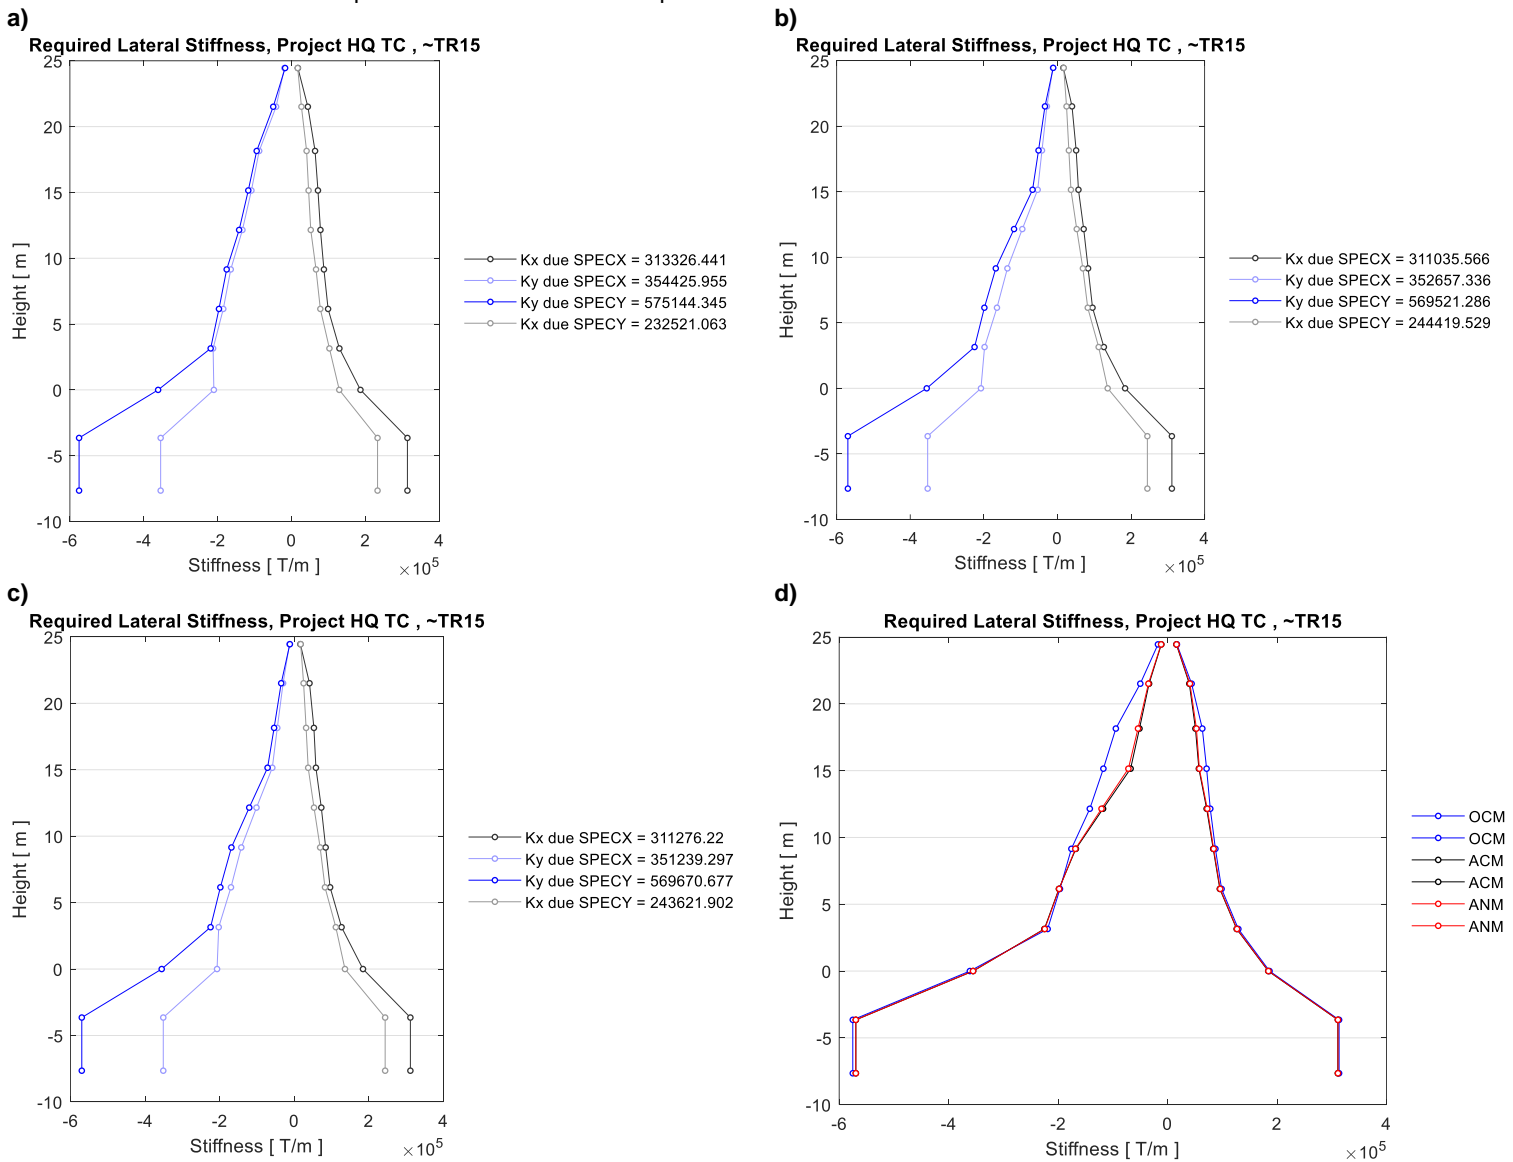 a)
Required Lateral Stiffness, Project HQ TC , ~TR15
25
20
15
10
5
0
-5
-10
Height [ m ]
-6 -4 -2 0 2 4
Stiffness [ T/m ]
×10⁵
Kx due SPECX = 313326.441
Ky due SPECX = 354425.955
Ky due SPECY = 575144.345
Kx due SPECY = 232521.063
b)
Required Lateral Stiffness, Project HQ TC , ~TR15
25
20
15
10
5
0
-5
-10
Height [ m ]
-6 -4 -2 0 2 4
Stiffness [ T/m ]
×10⁵
Kx due SPECX = 311035.566
Ky due SPECX = 352657.336
Ky due SPECY = 569521.286
Kx due SPECY = 244419.529
c)
Required Lateral Stiffness, Project HQ TC , ~TR15
25
20
15
10
5
0
-5
-10
Height [ m ]
-6 -4 -2 0 2 4
Stiffness [ T/m ]
×10⁵
Kx due SPECX = 311276.22
Ky due SPECX = 351239.297
Ky due SPECY = 569670.677
Kx due SPECY = 243621.902
d)
Required Lateral Stiffness, Project HQ TC , ~TR15
25
20
15
10
5
0
-5
-10
Height [ m ]
-6 -4 -2 0 2 4
Stiffness [ T/m ]
×10⁵
OCM
OCM
ACM
ACM
ANM
ANM